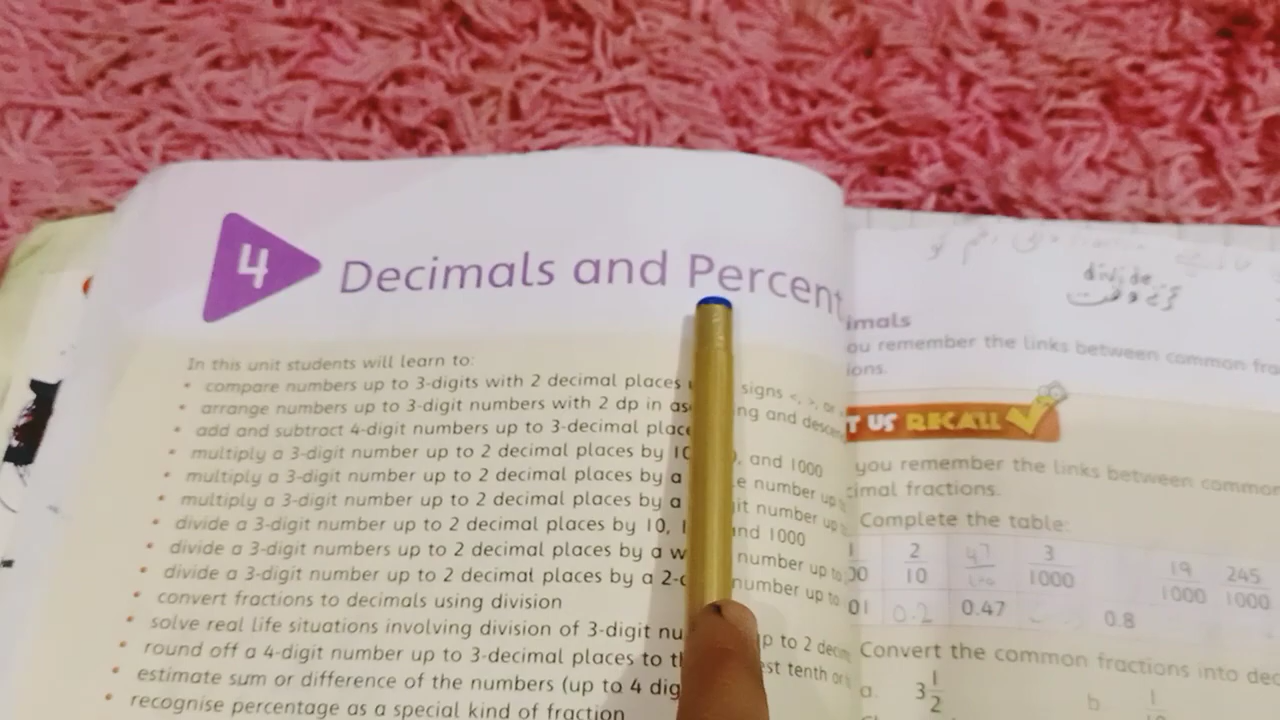 4
Decimals and Percent
In this unit students will learn to:
• compare numbers up to 3-digits with 2 decimal places signs <, >, or
• arrange numbers up to 3-digit numbers with 2 dp in as ng and descen
• add and subtract 4-digit numbers up to 3-decimal place
• multiply a 3-digit number up to 2 decimal places by 10 , and 1000
• multiply a 3-digit number up to 2 decimal places by a e number up
• multiply a 3-digit number up to 2 decimal places by a it number up
• divide a 3-digit number up to 2 decimal places by 10, 1 nd 1000
• divide a 3-digit numbers up to 2 decimal places by a w number up to
• divide a 3-digit number up to 2 decimal places by a 2- number up to
• convert fractions to decimals using division
• solve real life situations involving division of 3-digit nu p to 2 decim
• round off a 4-digit number up to 3-decimal places to t est tenth or
• estimate sum or difference of the numbers (up to 4 dig
• recognise percentage as a special kind of fraction
divide
imals
ou remember the links between common fra
ions.
T US RECALL
you remember the links between common
cimal fractions.
Complete the table:
2/10 47 3/1000 19/1000 245/1000
01 0.2 0.47 0.8
Convert the common fractions into dec
a. 3 1/2 b 1